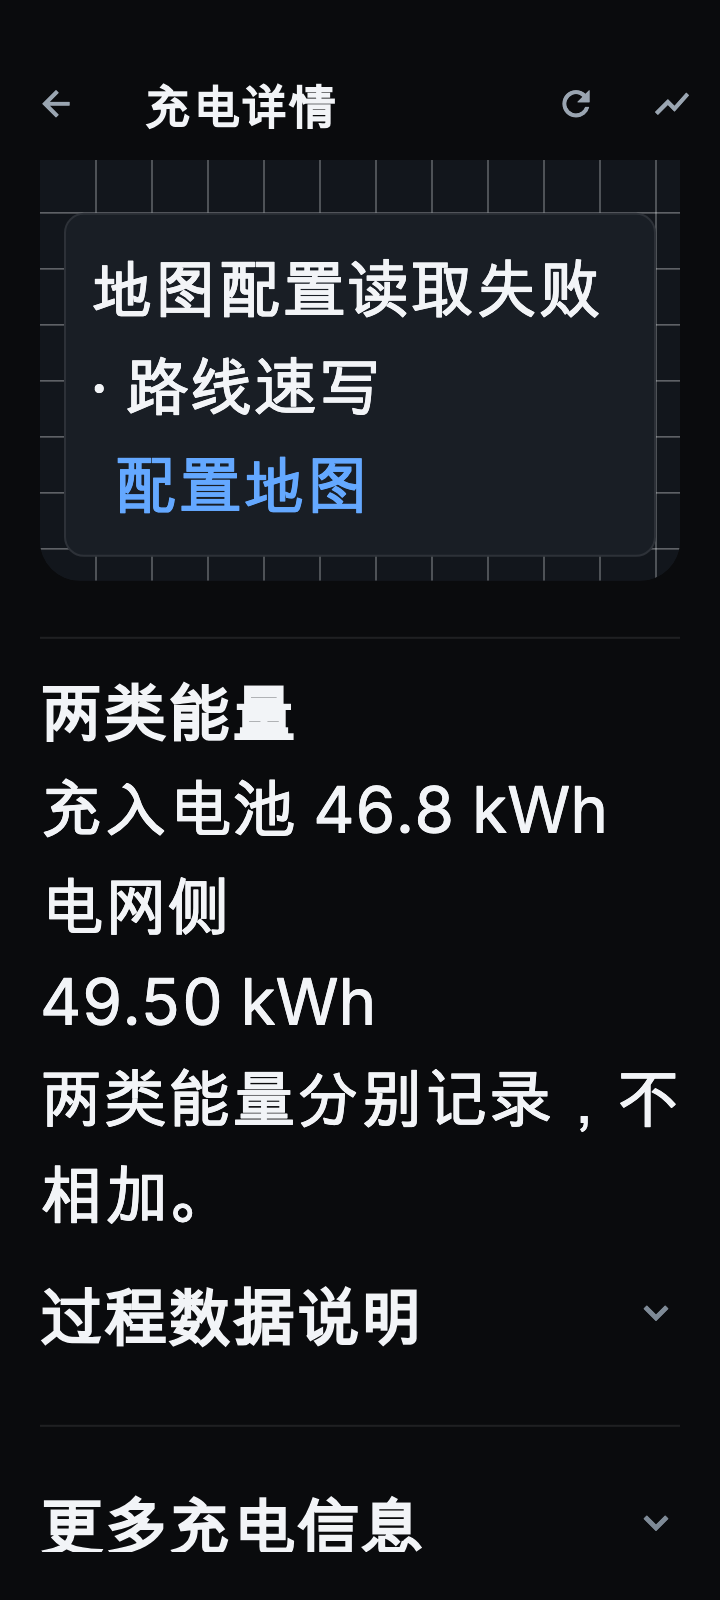 充电详情
地图配置读取失败
· 路线速写
配置地图
两类能量
充入电池 46.8 kWh
电网侧
49.50 kWh
两类能量分别记录，不
相加。
过程数据说明
更多充电信息